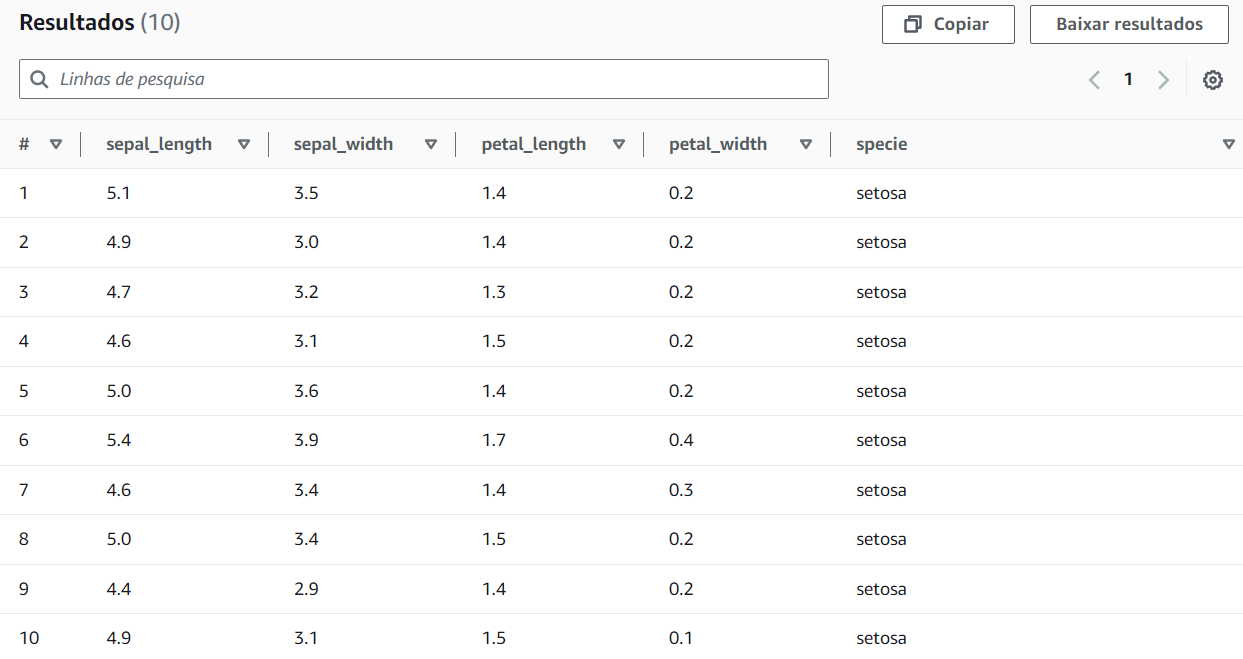 Resultados (10) Copiar Baixar resultados
Linhas de pesquisa 1
# sepal_length sepal_width petal_length petal_width specie
1 5.1 3.5 1.4 0.2 setosa
2 4.9 3.0 1.4 0.2 setosa
3 4.7 3.2 1.3 0.2 setosa
4 4.6 3.1 1.5 0.2 setosa
5 5.0 3.6 1.4 0.2 setosa
6 5.4 3.9 1.7 0.4 setosa
7 4.6 3.4 1.4 0.3 setosa
8 5.0 3.4 1.5 0.2 setosa
9 4.4 2.9 1.4 0.2 setosa
10 4.9 3.1 1.5 0.1 setosa